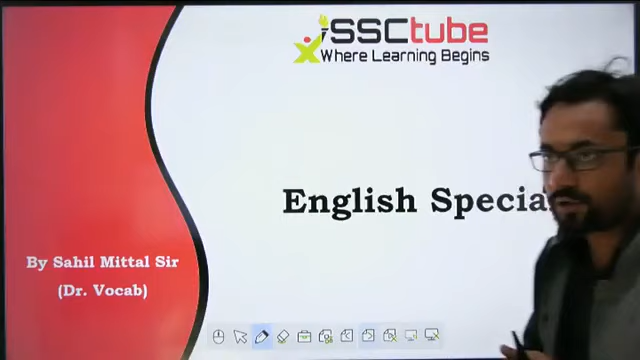 SSCtube
Where Learning Begins
English Specia
By Sahil Mittal Sir
(Dr. Vocab)